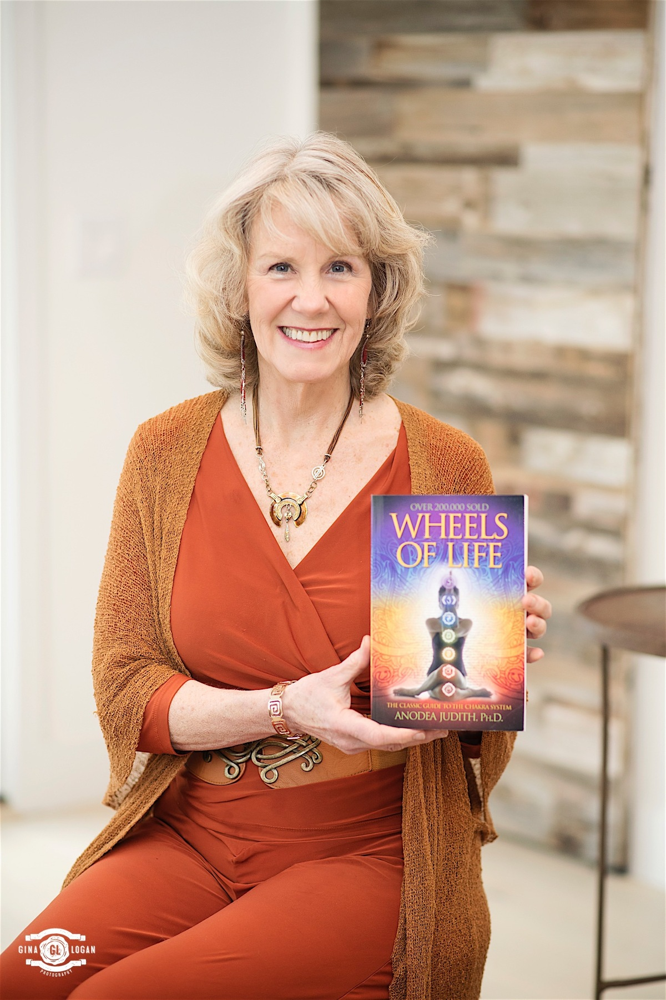 OVER 200,000 SOLD
WHEELS
OF LIFE
THE CLASSIC GUIDE TO THE CHAKRA SYSTEM
ANODEA JUDITH, PH.D.
GINA GL LOGAN
PHOTOGRAPHY